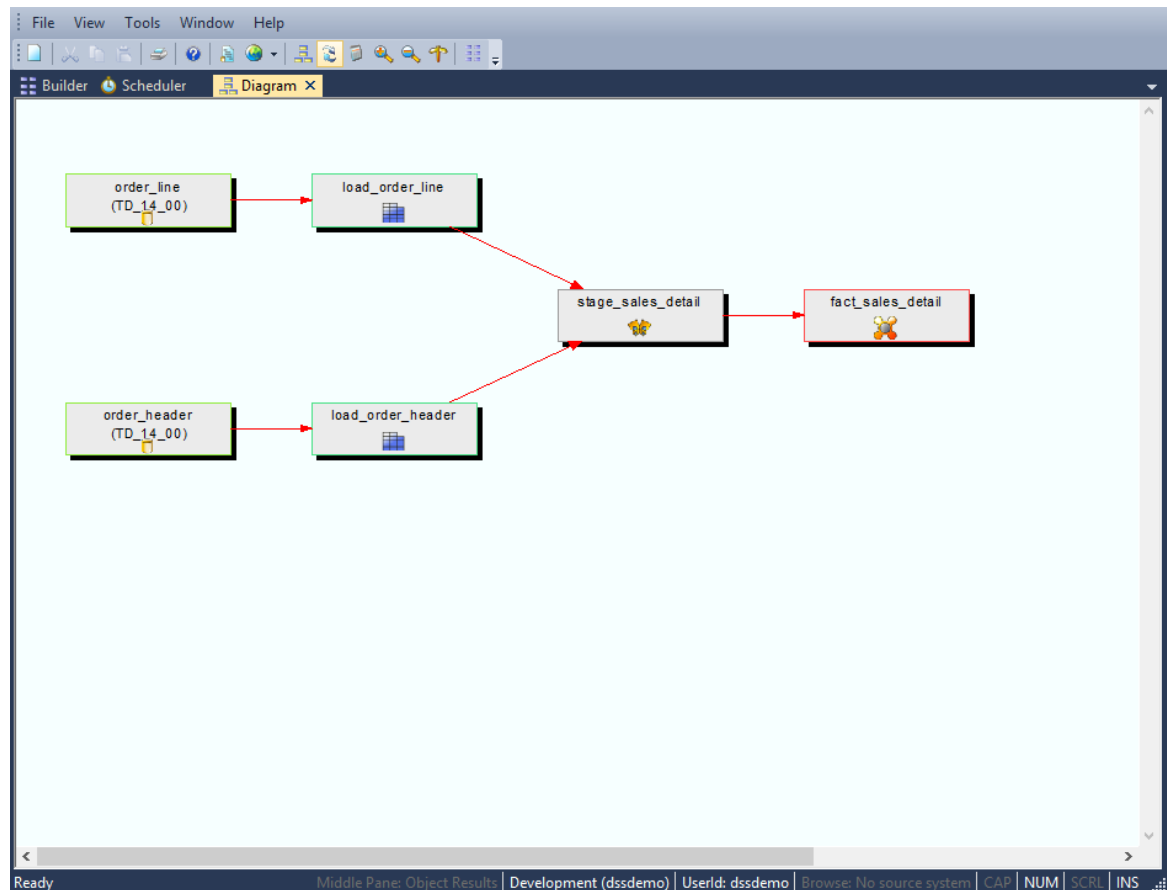 File View Tools Window Help
Builder Scheduler Diagram
order_line
(TD_14_00)
load_order_line
stage_sales_detail
fact_sales_detail
order_header
(TD_14_00)
load_order_header
Ready Middle Pane: Object Results Development (dssdemo) UserId: dssdemo Browse: No source system CAP NUM SCRL INS